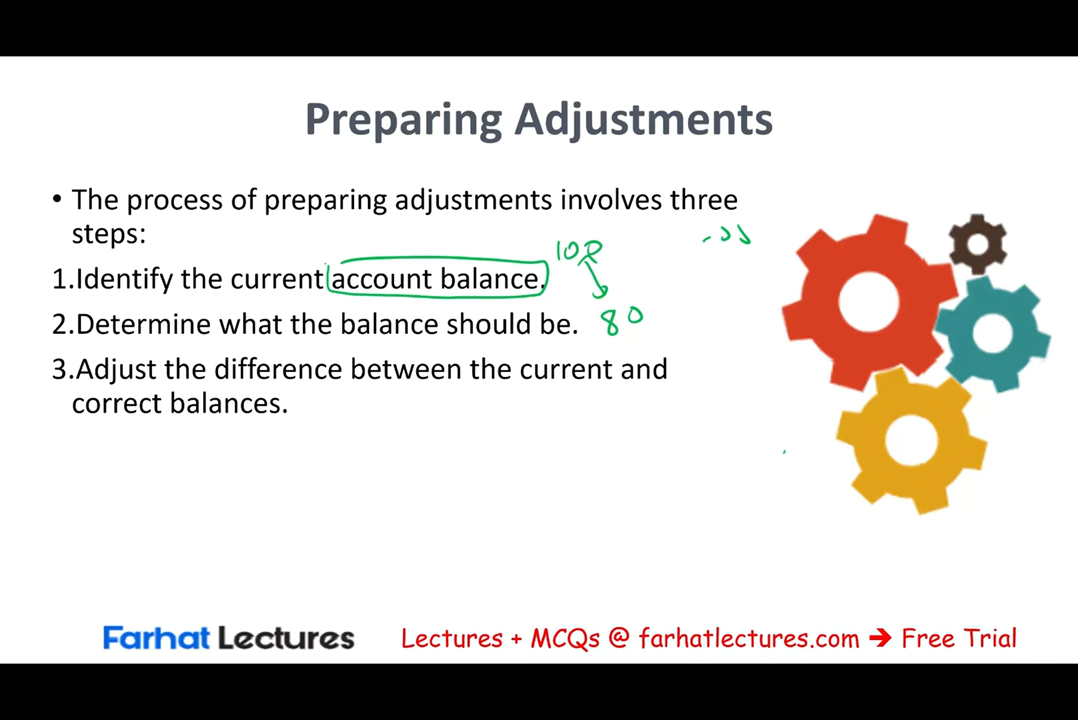 Preparing Adjustments
• The process of preparing adjustments involves three
steps:
100
1.Identify the current account balance.
2.Determine what the balance should be. 80
3.Adjust the difference between the current and
correct balances.
Farhat Lectures Lectures + MCQs @ farhatlectures.com → Free Trial